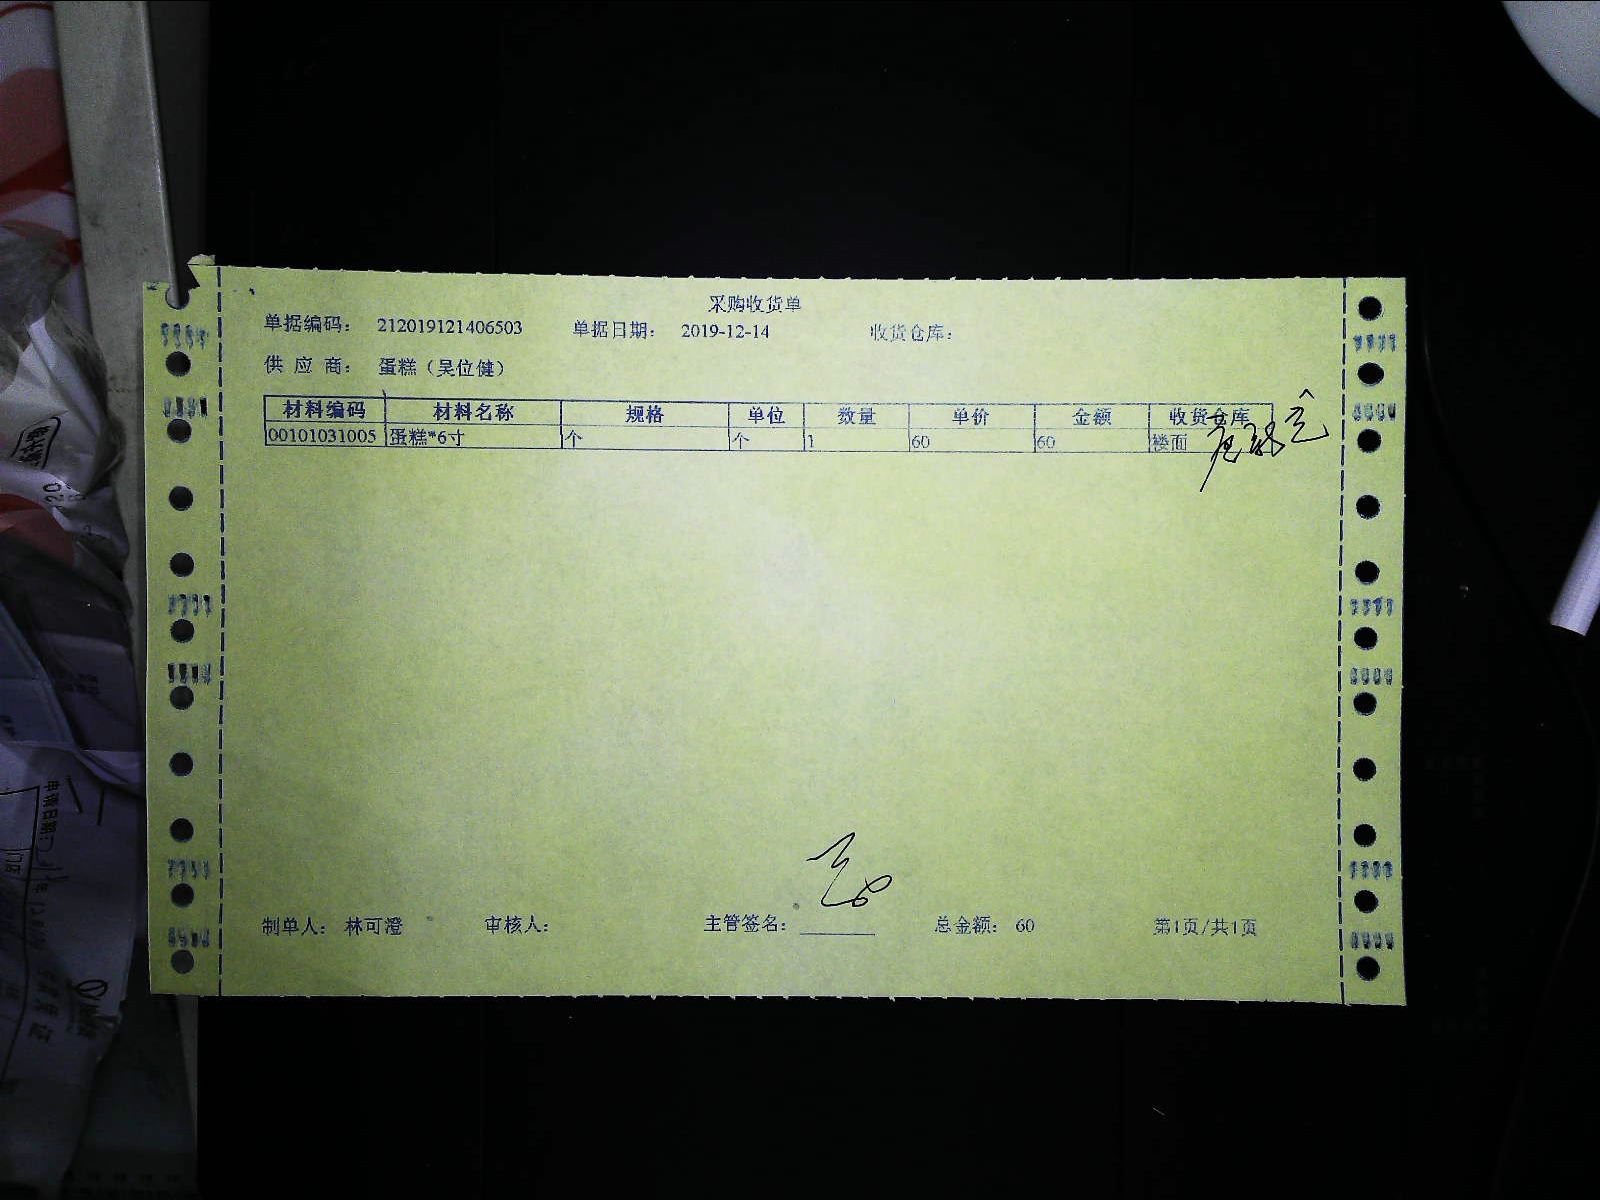 采购收货单
单据编码： 212019121406503 单据日期： 2019-12-14 收货仓库：
供 应 商： 蛋糕（吴位健）
材料编码 材料名称 规格 单位 数量 单价 金额 收货仓库
00101031005 蛋糕*6寸 个 个 1 60 60 楼面
制单人： 林可澄 审核人： 主管签名： 总金额： 60 第1页/共1页